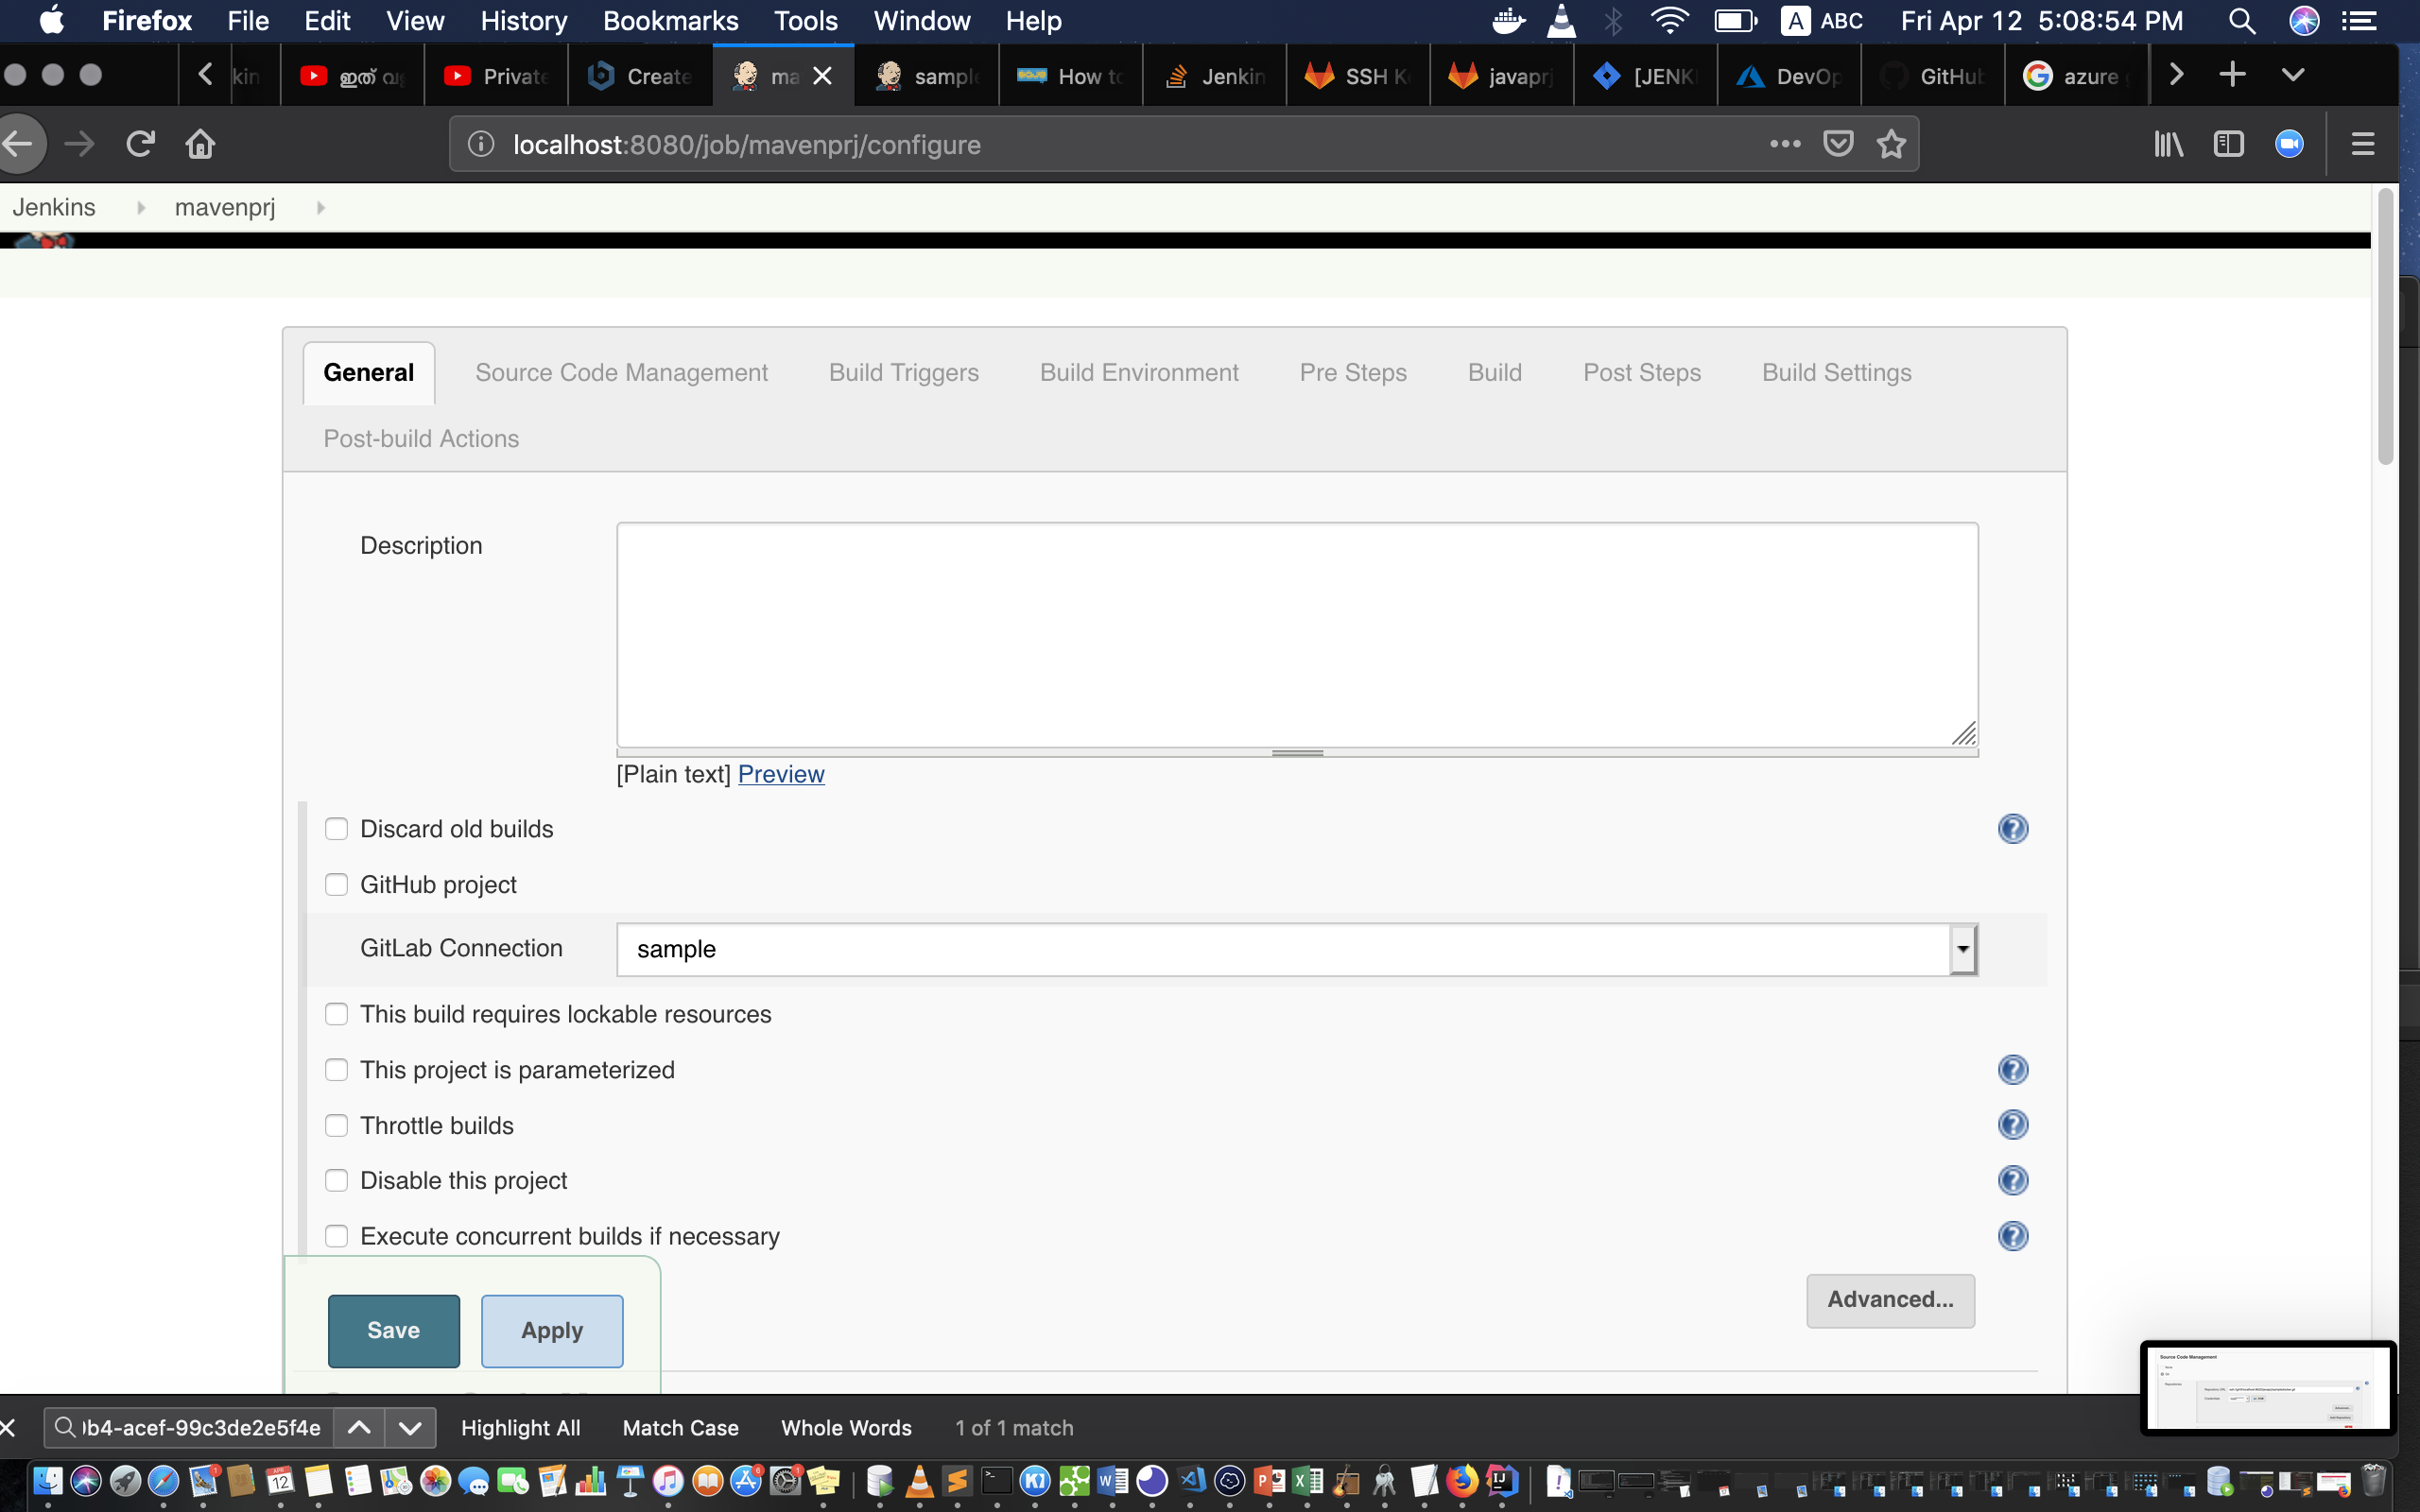 Firefox File Edit View History Bookmarks Tools Window Help A ABC Fri Apr 12 5:08:54 PM
kin ഇത് Private Create ma sample How to Jenkin SSH K javaprj [JENK DevOp GitHub azure
localhost:8080/job/mavenprj/configure
Jenkins mavenprj
General Source Code Management Build Triggers Build Environment Pre Steps Build Post Steps Build Settings
Post-build Actions
Description
[Plain text] Preview
Discard old builds
GitHub project
GitLab Connection sample
This build requires lockable resources
This project is parameterized
Throttle builds
Disable this project
Execute concurrent builds if necessary
Advanced...
Save Apply
Source Code Management
b4-acef-99c3de2e5f4e Highlight All Match Case Whole Words 1 of 1 match